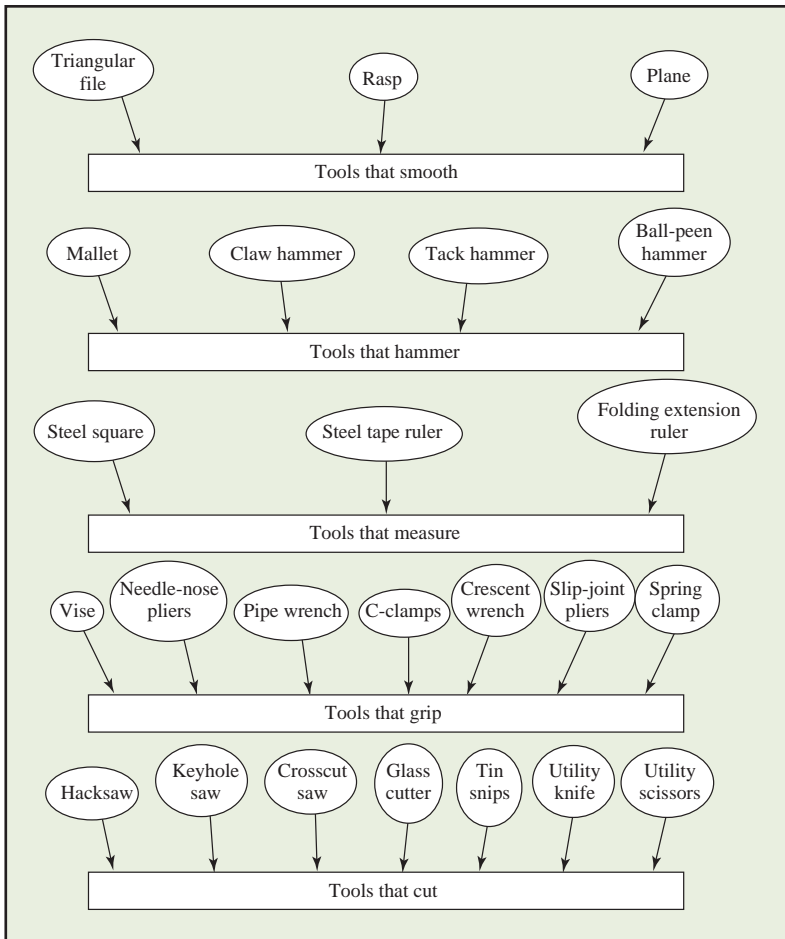 Triangular
file
Rasp
Plane
Tools that smooth
Mallet
Claw hammer
Tack hammer
Ball-peen
hammer
Tools that hammer
Steel square
Steel tape ruler
Folding extension
ruler
Tools that measure
Vise
Needle-nose
pliers
Pipe wrench
C-clamps
Crescent
wrench
Slip-joint
pliers
Spring
clamp
Tools that grip
Hacksaw
Keyhole
saw
Crosscut
saw
Glass
cutter
Tin
snips
Utility
knife
Utility
scissors
Tools that cut